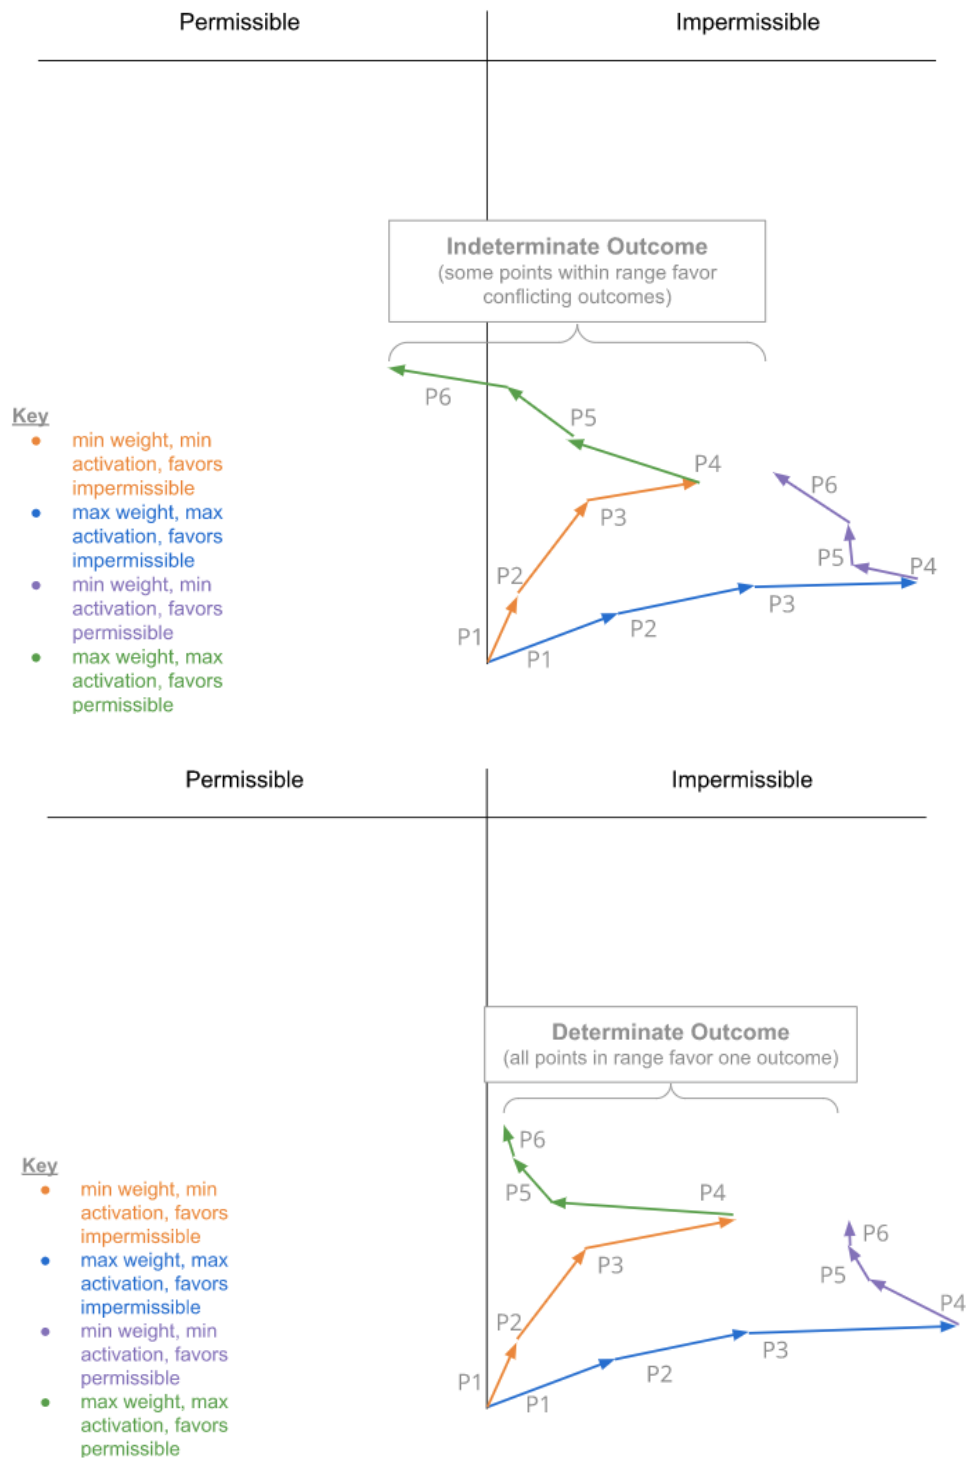 Permissible
Impermissible
Indeterminate Outcome
(some points within range favor
conflicting outcomes)
P6
P5
P4
P6
P5
P4
P3
P2
P1
P1
P2
P3
Key
● min weight, min
activation, favors
impermissible
● max weight, max
activation, favors
impermissible
● min weight, min
activation, favors
permissible
● max weight, max
activation, favors
permissible
Permissible
Impermissible
Determinate Outcome
(all points in range favor one outcome)
P6
P5
P4
P6
P5
P4
P3
P2
P1
P1
P2
P3
Key
● min weight, min
activation, favors
impermissible
● max weight, max
activation, favors
impermissible
● min weight, min
activation, favors
permissible
● max weight, max
activation, favors
permissible